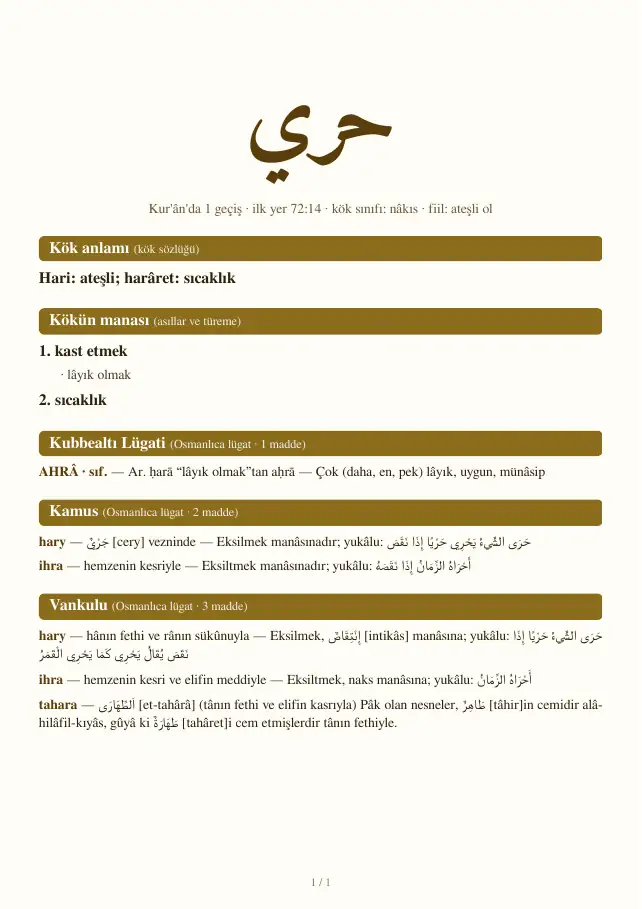 حري
Kur'ân'da 1 geçiş · ilk yer 72:14 · kök sınıfı: nâkıs · fiil: ateşli ol
Kök anlamı (kök sözlüğü)
Hari: ateşli; harâret: sıcaklık
Kökün manası (asıllar ve türeme)
1. kast etmek
· lâyık olmak
2. sıcaklık
Kubbealtı Lügati (Osmanlıca lügat · 1 madde)
AHRÂ · sıf. — Ar. ḥarā “lâyık olmak”tan aḥrā — Çok (daha, en, pek) lâyık, uygun, münâsip
Kamus (Osmanlıca lügat · 2 madde)
hary — جَرْيٌ [cery] vezninde — Eksilmek manâsınadır; yukâlu: حَرَى الشَّيءُ يَحْرِي حَرْيًا إِذَا نَقَصَ
ihra — hemzenin kesriyle — Eksiltmek manâsınadır; yukâlu: أَحْرَاهُ الزَّمَانُ إِذَا نَقَصَهُ
Vankulu (Osmanlıca lügat · 3 madde)
hary — hânın fethi ve rânın sükûnuyla — Eksilmek, إِنْتِقَاصٌ [intikâs] manâsına; yukâlu: حَرَى الشَّيءُ حَرْيًا إِذَا
نَقَصَ يُقَالُ يَحْرِي كَمَا يَحْرِي الْقَمَرُ
ihra — hemzenin kesri ve elifin meddiyle — Eksiltmek, naks manâsına; yukâlu: أَحْرَاهُ الزَّمَانُ
tahara — اَلطَّهَارَى [et-tahârâ] (tânın fethi ve elifin kasrıyla) Pâk olan nesneler, طَاهِرٌ [tâhir]in cemidir alâ-
hilâfil-kıyâs, gûyâ ki طَهَارَةٌ [tahâret]i cem etmişlerdir tânın fethiyle.
1 / 1